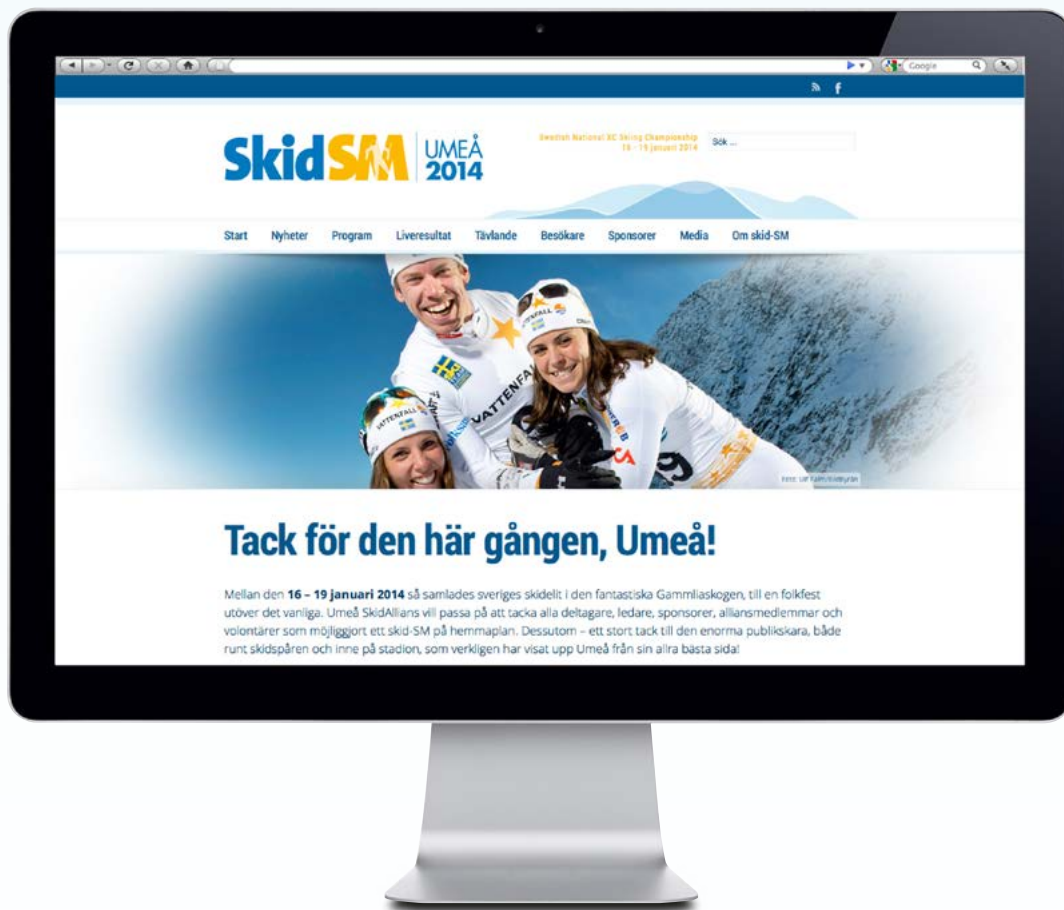 Google
f
SkidSM UMEÅ
2014
Swedish National XC Skiing Championship
16 - 19 januari 2014
Sök ...
Start Nyheter Program Liveresultat Tävlande Besökare Sponsorer Media Om skid-SM
VATTENFALL
VATTENFALL
VATTENFALL
Tack för den här gången, Umeå!
Mellan den 16 – 19 januari 2014 så samlades sveriges skidelit i den fantastiska Gammliaskogen, till en folkfest
utöver det vanliga. Umeå SkidAllians vill passa på att tacka alla deltagare, ledare, sponsorer, alliansmedlemmar och
volontärer som möjliggjort ett skid-SM på hemmaplan. Dessutom – ett stort tack till den enorma publikskara, både
runt skidspåren och inne på stadion, som verkligen har visat upp Umeå från sin allra bästa sida!